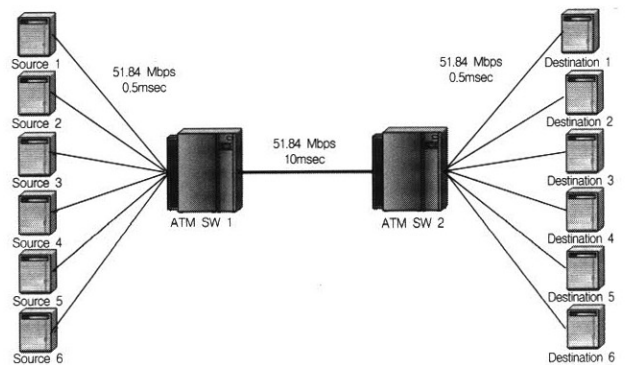 Source 1
Source 2
Source 3
Source 4
Source 5
Source 6
51.84 Mbps
0.5msec
ATM SW 1
51.84 Mbps
10msec
ATM SW 2
51.84 Mbps
0.5msec
Destination 1
Destination 2
Destination 3
Destination 4
Destination 5
Destination 6